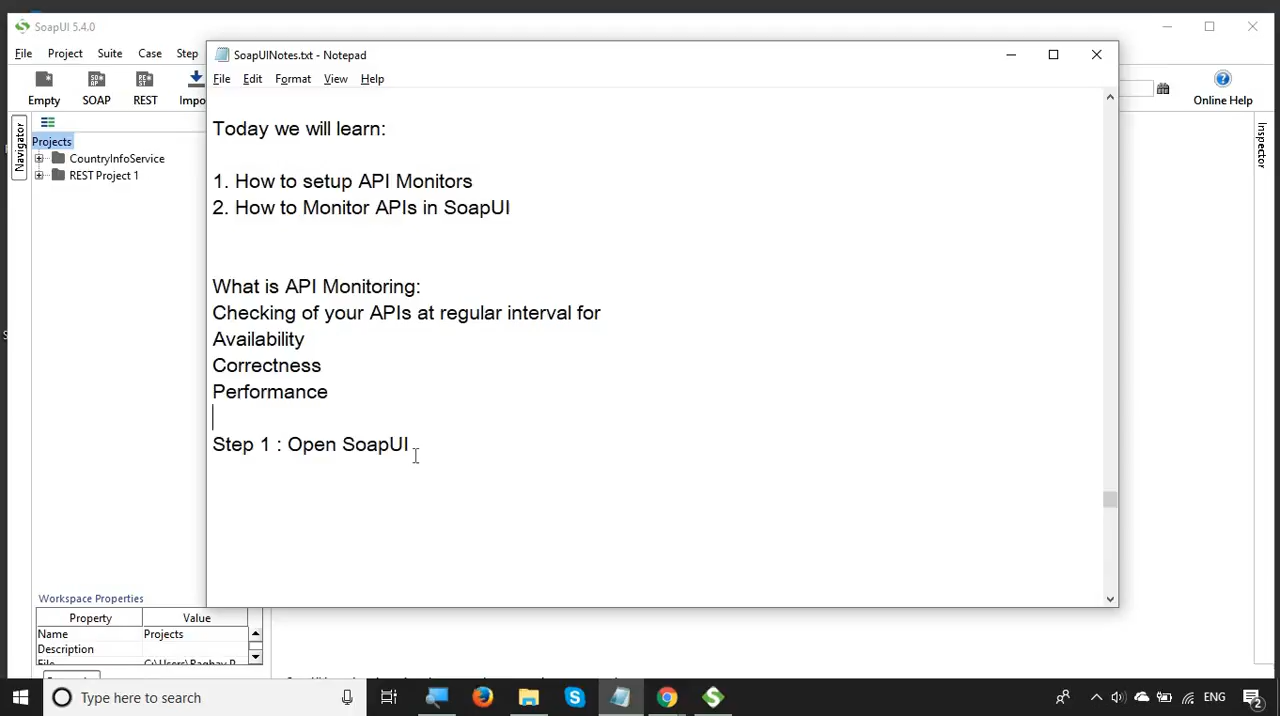 SoapUI 5.4.0
File Project Suite Case Step
Empty SOAP REST Impo
Online Help
Navigator
Projects
CountryInfoService
REST Project 1
Inspector
SoapUINotes.txt - Notepad
File Edit Format View Help
Today we will learn:
1. How to setup API Monitors
2. How to Monitor APIs in SoapUI
What is API Monitoring:
Checking of your APIs at regular interval for
Availability
Correctness
Performance
Step 1 : Open SoapUI
Workspace Properties
Property Value
Name Projects
Description
Type here to search
ENG
2